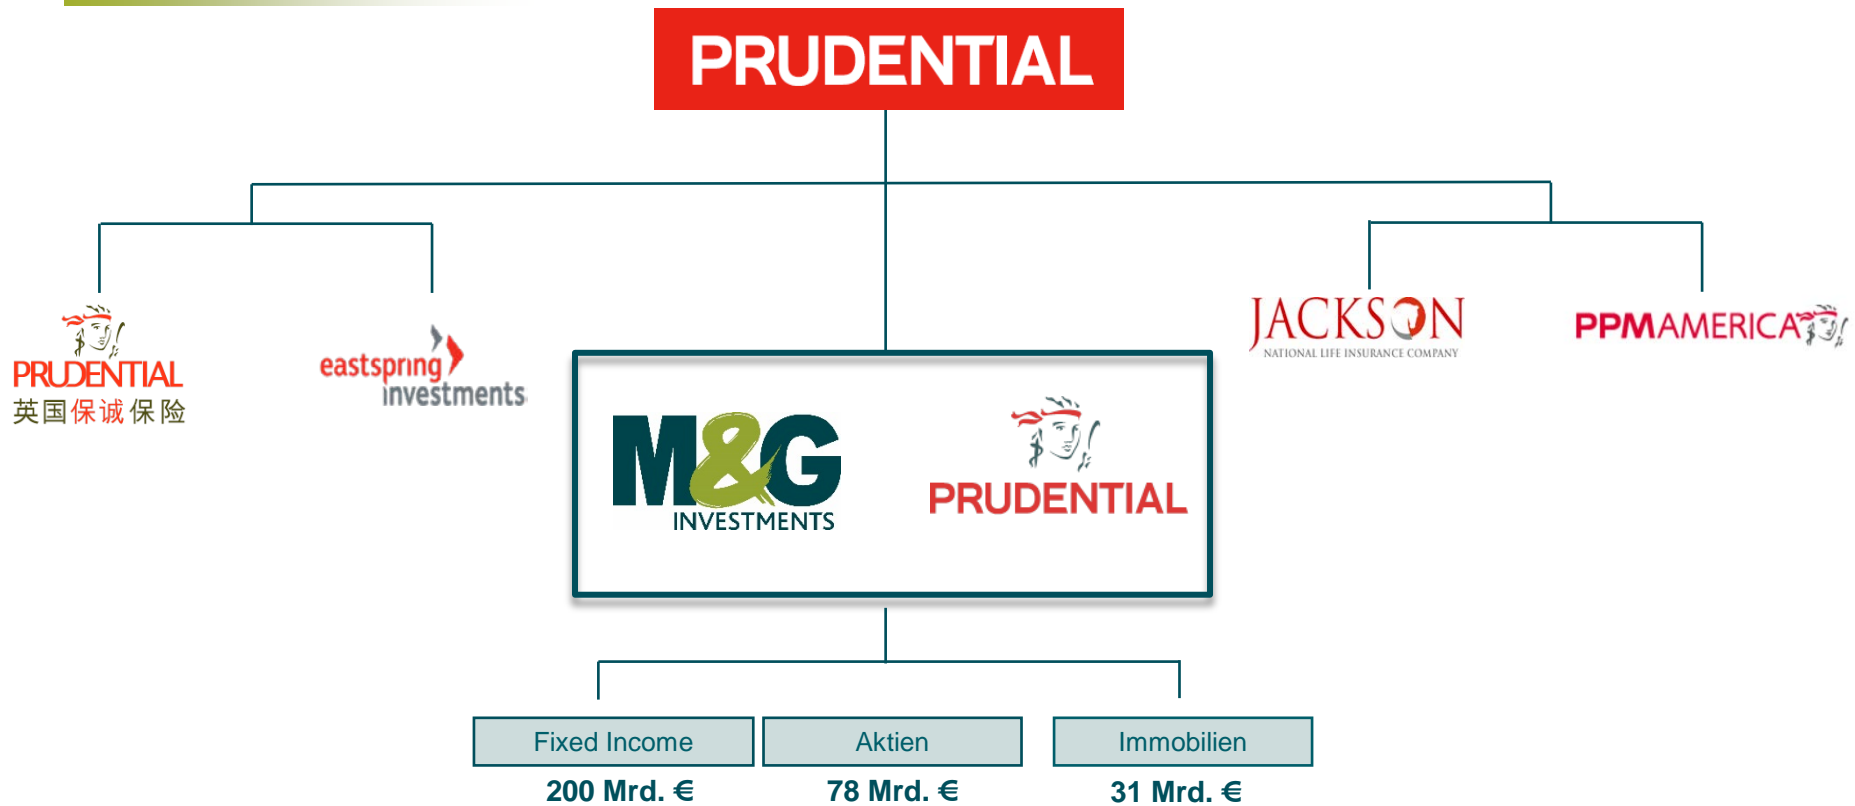 PRUDENTIAL
PRUDENTIAL
英国保诚保险
eastspring
investments
M&G
INVESTMENTS
PRUDENTIAL
JACKSON
NATIONAL LIFE INSURANCE COMPANY
PPMAMERICA
Fixed Income
Aktien
Immobilien
200 Mrd. €
78 Mrd. €
31 Mrd. €